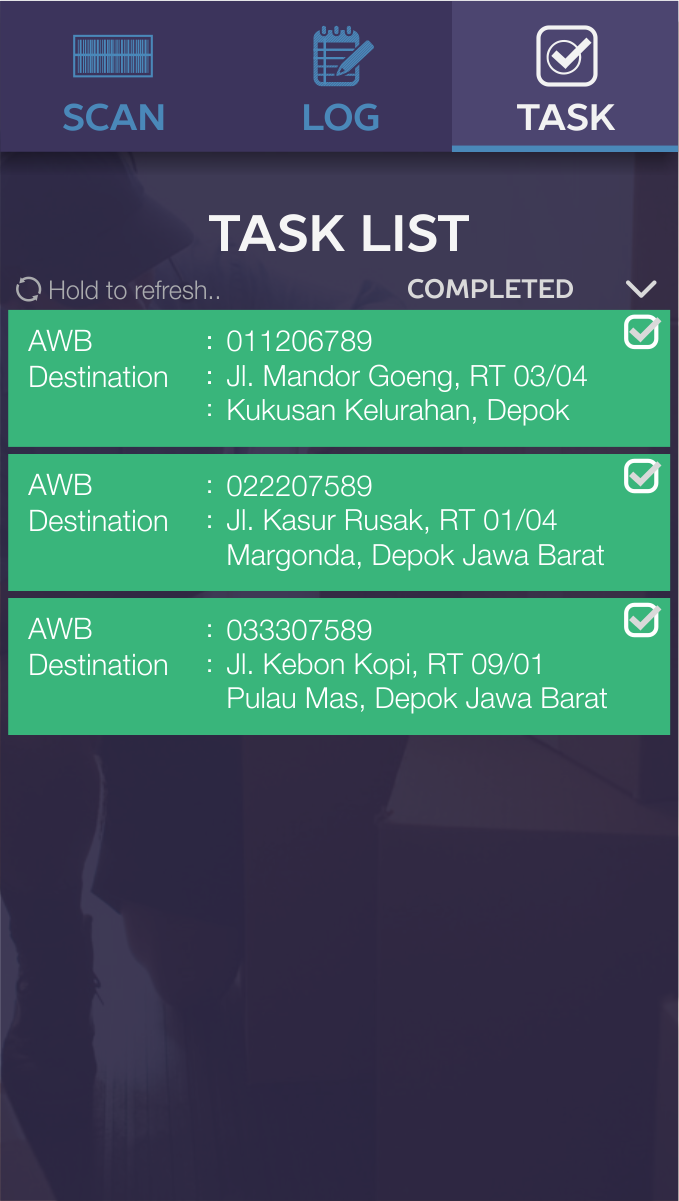 SCAN LOG TASK
TASK LIST
Hold to refresh.. COMPLETED
AWB : 011206789
Destination : Jl. Mandor Goeng, RT 03/04
: Kukusan Kelurahan, Depok
AWB : 022207589
Destination : Jl. Kasur Rusak, RT 01/04
Margonda, Depok Jawa Barat
AWB : 033307589
Destination : Jl. Kebon Kopi, RT 09/01
Pulau Mas, Depok Jawa Barat